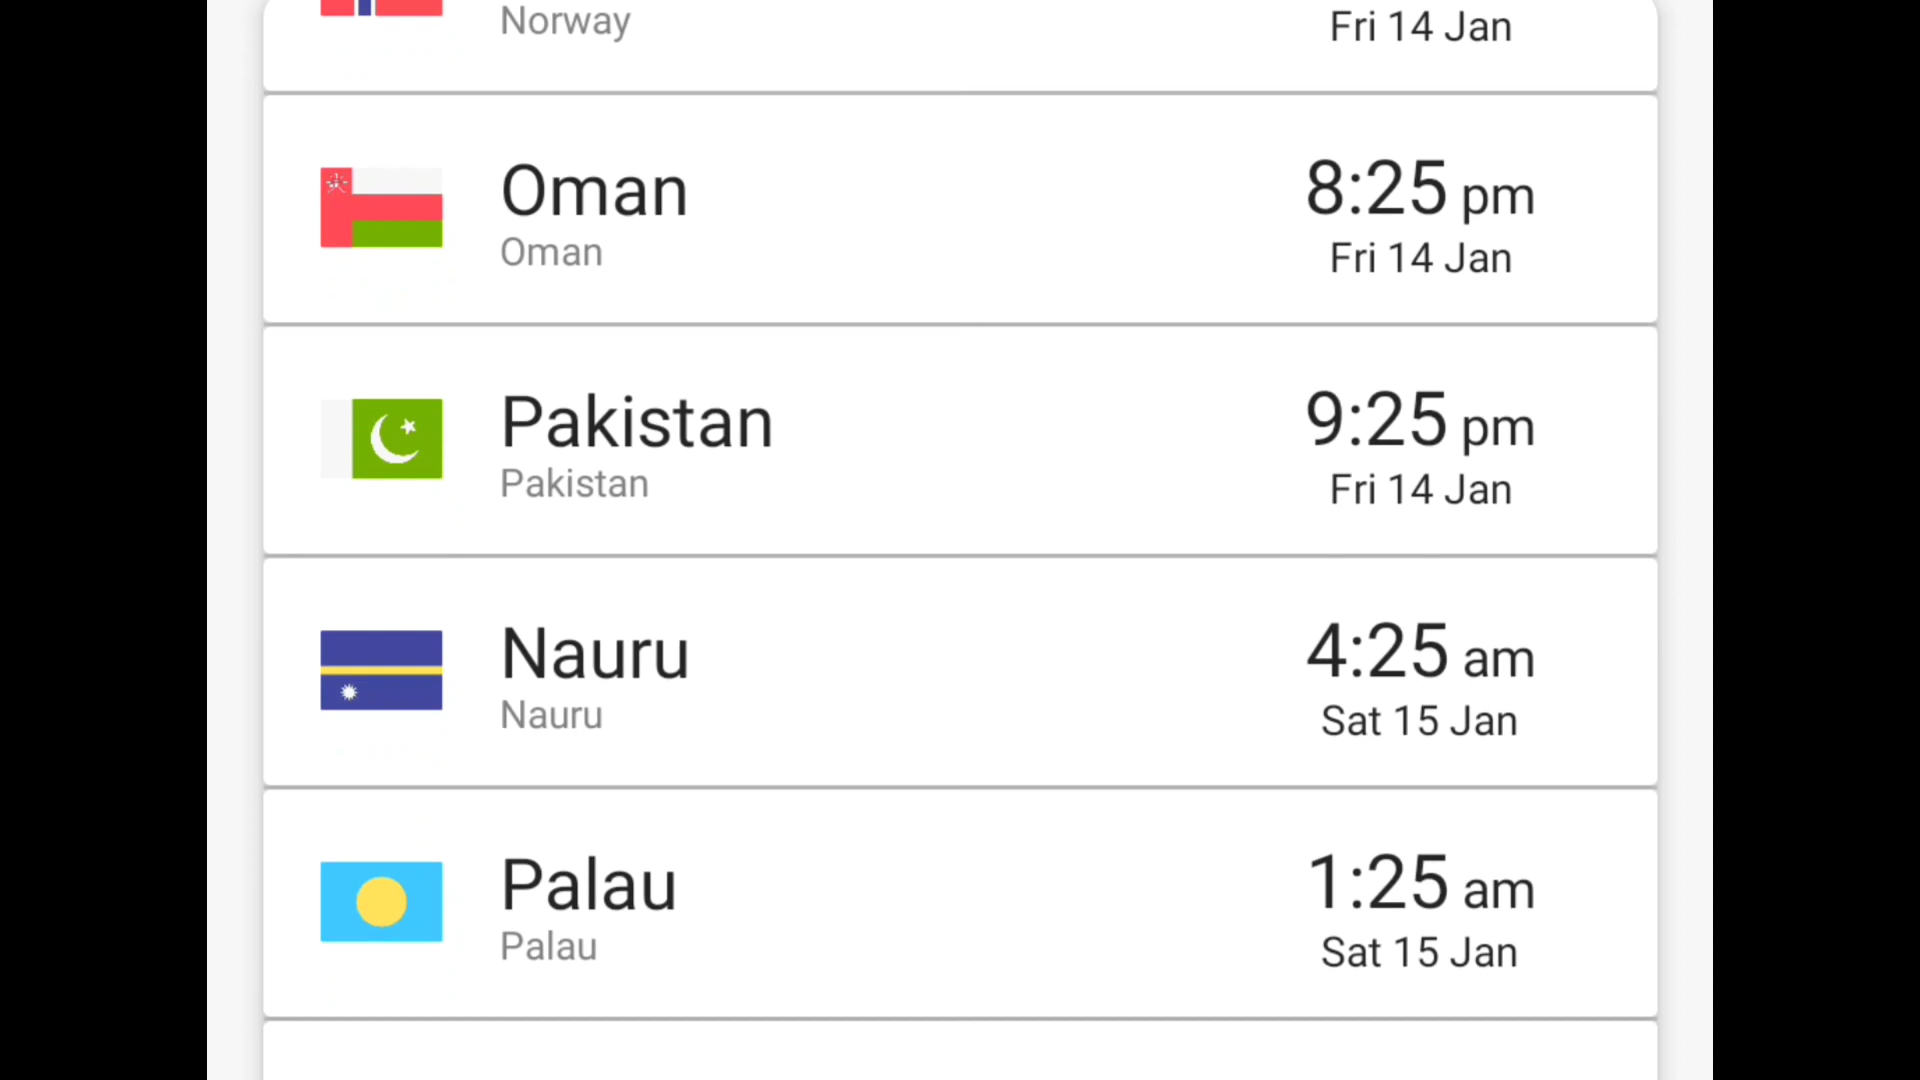 Norway
Fri 14 Jan
Oman
8:25 pm
Oman
Fri 14 Jan
Pakistan
9:25 pm
Pakistan
Fri 14 Jan
Nauru
4:25 am
Nauru
Sat 15 Jan
Palau
1:25 am
Palau
Sat 15 Jan